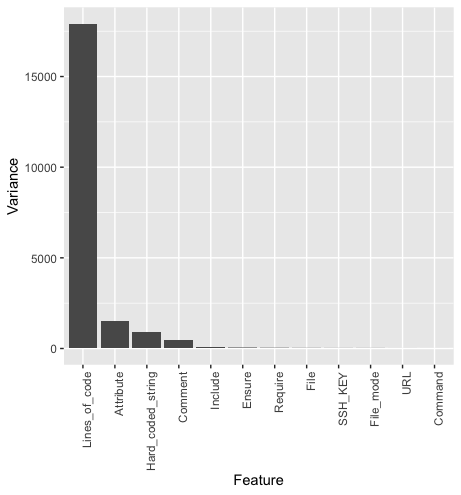 Variance
15000
10000
5000
0
Lines_of_code
Attribute
Hard_coded_string
Comment
Include
Ensure
Require
File
SSH_KEY
File_mode
URL
Command
Feature